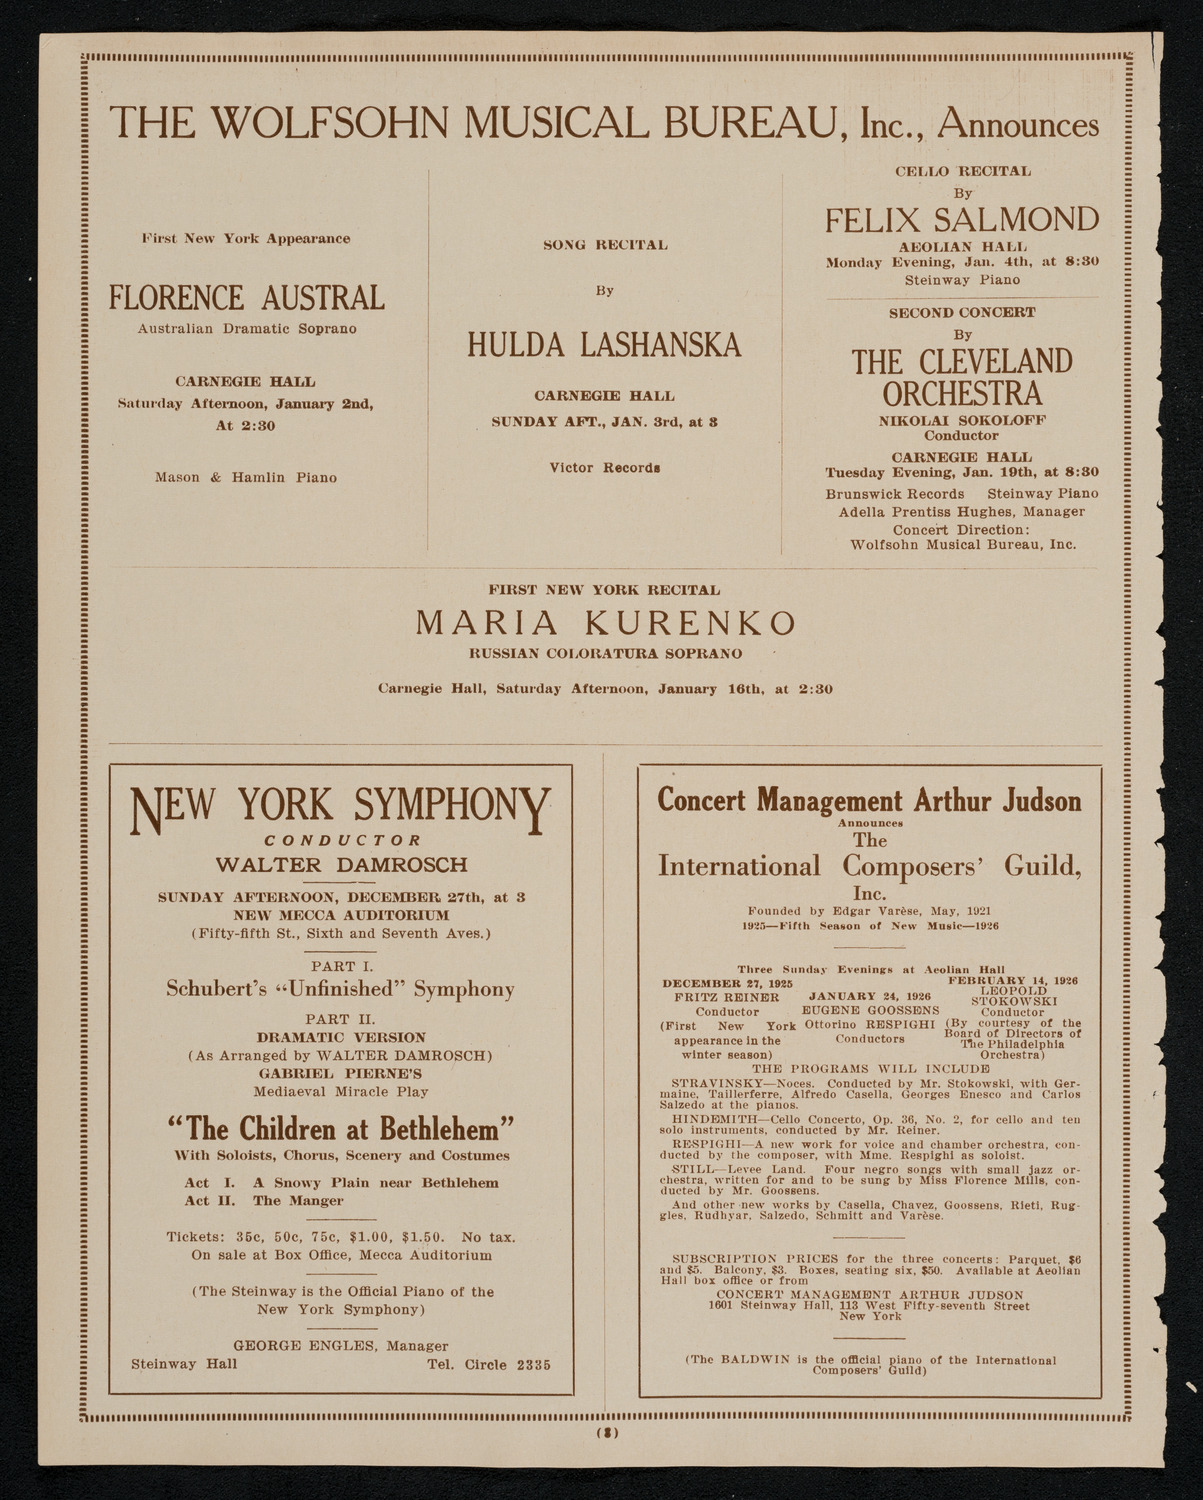 THE WOLFSOHN MUSICAL BUREAU, Inc., Announces
First New York Appearance
FLORENCE AUSTRAL
Australian Dramatic Soprano
CARNEGIE HALL
Saturday Afternoon, January 2nd,
At 2:30
Mason & Hamlin Piano
SONG RECITAL
By
HULDA LASHANSKA
CARNEGIE HALL
SUNDAY AFT., JAN. 3rd, at 3
Victor Records
CELLO RECITAL
By
FELIX SALMOND
AEOLIAN HALL
Monday Evening, Jan. 4th, at 8:30
Steinway Piano
SECOND CONCERT
By
THE CLEVELAND
ORCHESTRA
NIKOLAI SOKOLOFF
Conductor
CARNEGIE HALL
Tuesday Evening, Jan. 19th, at 8:30
Brunswick Records Steinway Piano
Adella Prentiss Hughes, Manager
Concert Direction:
Wolfsohn Musical Bureau, Inc.
FIRST NEW YORK RECITAL
MARIA KURENKO
RUSSIAN COLORATURA SOPRANO
Carnegie Hall, Saturday Afternoon, January 16th, at 2:30
NEW YORK SYMPHONY
CONDUCTOR
WALTER DAMROSCH
SUNDAY AFTERNOON, DECEMBER 27th, at 3
NEW MECCA AUDITORIUM
(Fifty-fifth St., Sixth and Seventh Aves.)
PART I.
Schubert's "Unfinished" Symphony
PART II.
DRAMATIC VERSION
(As Arranged by WALTER DAMROSCH)
GABRIEL PIERNE'S
Mediaeval Miracle Play
"The Children at Bethlehem"
With Soloists, Chorus, Scenery and Costumes
Act I. A Snowy Plain near Bethlehem
Act II. The Manger
Tickets: 35c, 50c, 75c, $1.00, $1.50. No tax.
On sale at Box Office, Mecca Auditorium
(The Steinway is the Official Piano of the
New York Symphony)
GEORGE ENGLES, Manager
Steinway Hall Tel. Circle 2335
Concert Management Arthur Judson
Announces
The
International Composers' Guild,
Inc.
Founded by Edgar Varèse, May, 1921
1925—Fifth Season of New Music—1926
Three Sunday Evenings at Aeolian Hall
DECEMBER 27, 1925
FRITZ REINER
Conductor
(First New York
appearance in the
winter season)
JANUARY 24, 1926
EUGENE GOOSSENS
Ottorino RESPIGHI
Conductors
FEBRUARY 14, 1926
LEOPOLD
STOKOWSKI
Conductor
(By courtesy of the
Board of Directors of
The Philadelphia
Orchestra)
THE PROGRAMS WILL INCLUDE
STRAVINSKY—Noces. Conducted by Mr. Stokowski, with Ger-
maine, Taillerferre, Alfredo Casella, Georges Enesco and Carlos
Salzedo at the pianos.
HINDEMITH—Cello Concerto, Op. 36, No. 2, for cello and ten
solo instruments, conducted by Mr. Reiner.
RESPIGHI—A new work for voice and chamber orchestra, con-
ducted by the composer, with Mme. Respighi as soloist.
STILL—Levee Land. Four negro songs with small jazz or-
chestra, written for and to be sung by Miss Florence Mills, con-
ducted by Mr. Goossens.
And other new works by Casella, Chavez, Goossens, Rieti, Rug-
gles, Rudhyar, Salzedo, Schmitt and Varèse.
SUBSCRIPTION PRICES for the three concerts: Parquet, $6
and $5. Balcony, $3. Boxes, seating six, $50. Available at Aeolian
Hall box office or from
CONCERT MANAGEMENT ARTHUR JUDSON
1601 Steinway Hall, 113 West Fifty-seventh Street
New York
(The BALDWIN is the official piano of the International
Composers' Guild)
(8)